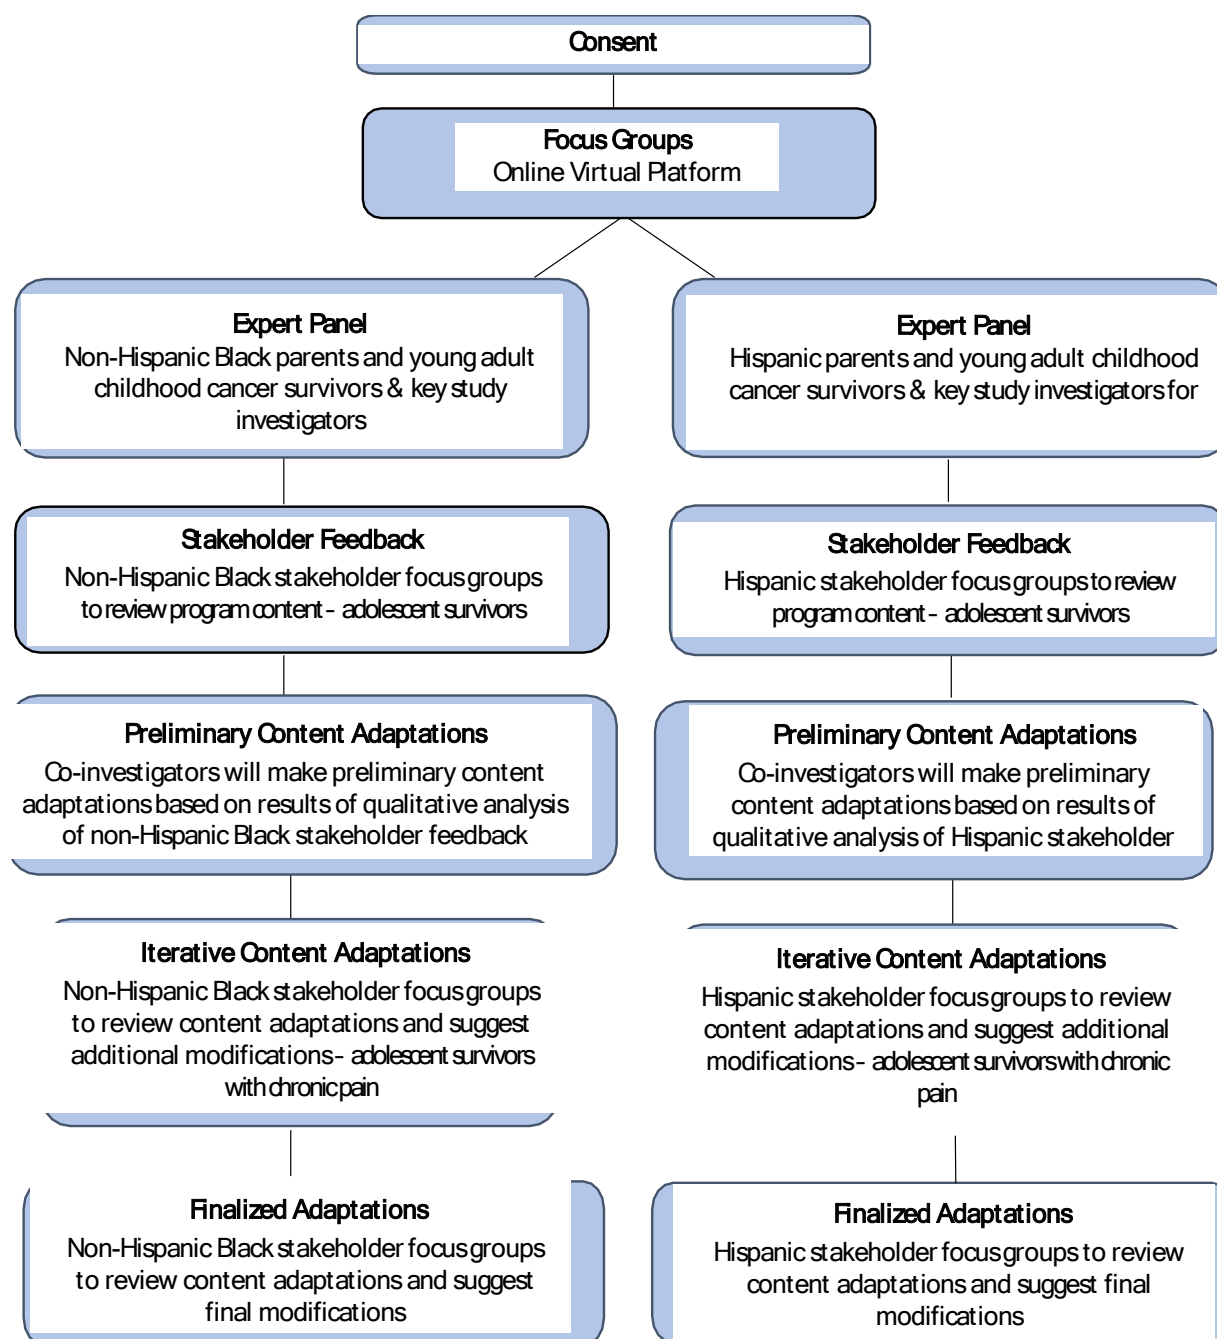 Consent
Focus Groups
Online Virtual Platform
Expert Panel
Non-Hispanic Black parents and young adult
childhood cancer survivors & key study
investigators
Expert Panel
Hispanic parents and young adult childhood
cancer survivors & key study investigators for
Stakeholder Feedback
Non-Hispanic Black stakeholder focus groups
to review program content – adolescent survivors
Stakeholder Feedback
Hispanic stakeholder focus groups to review
program content – adolescent survivors
Preliminary Content Adaptations
Co-investigators will make preliminary content
adaptations based on results of qualitative analysis
of non-Hispanic Black stakeholder feedback
Preliminary Content Adaptations
Co-investigators will make preliminary
content adaptations based on results of
qualitative analysis of Hispanic stakeholder
Iterative Content Adaptations
Non-Hispanic Black stakeholder focus groups
to review content adaptations and suggest
additional modifications – adolescent survivors
with chronic pain
Iterative Content Adaptations
Hispanic stakeholder focus groups to review
content adaptations and suggest additional
modifications – adolescent survivors with chronic
pain
Finalized Adaptations
Non-Hispanic Black stakeholder focus groups
to review content adaptations and suggest
final modifications
Finalized Adaptations
Hispanic stakeholder focus groups to review
content adaptations and suggest final
modifications